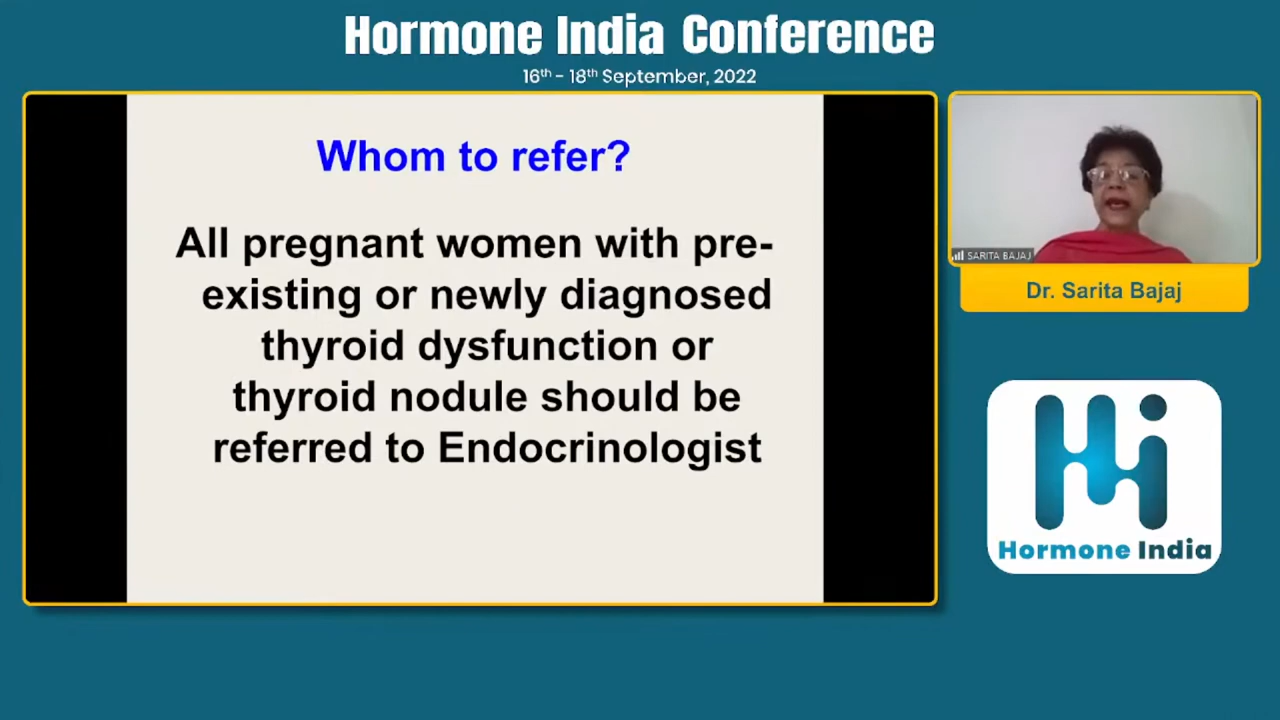 Hormone India Conference
16th - 18th September, 2022
Whom to refer?
All pregnant women with pre-
existing or newly diagnosed
thyroid dysfunction or
thyroid nodule should be
referred to Endocrinologist
SARITA BAJAJ
Dr. Sarita Bajaj
Hi
Hormone India